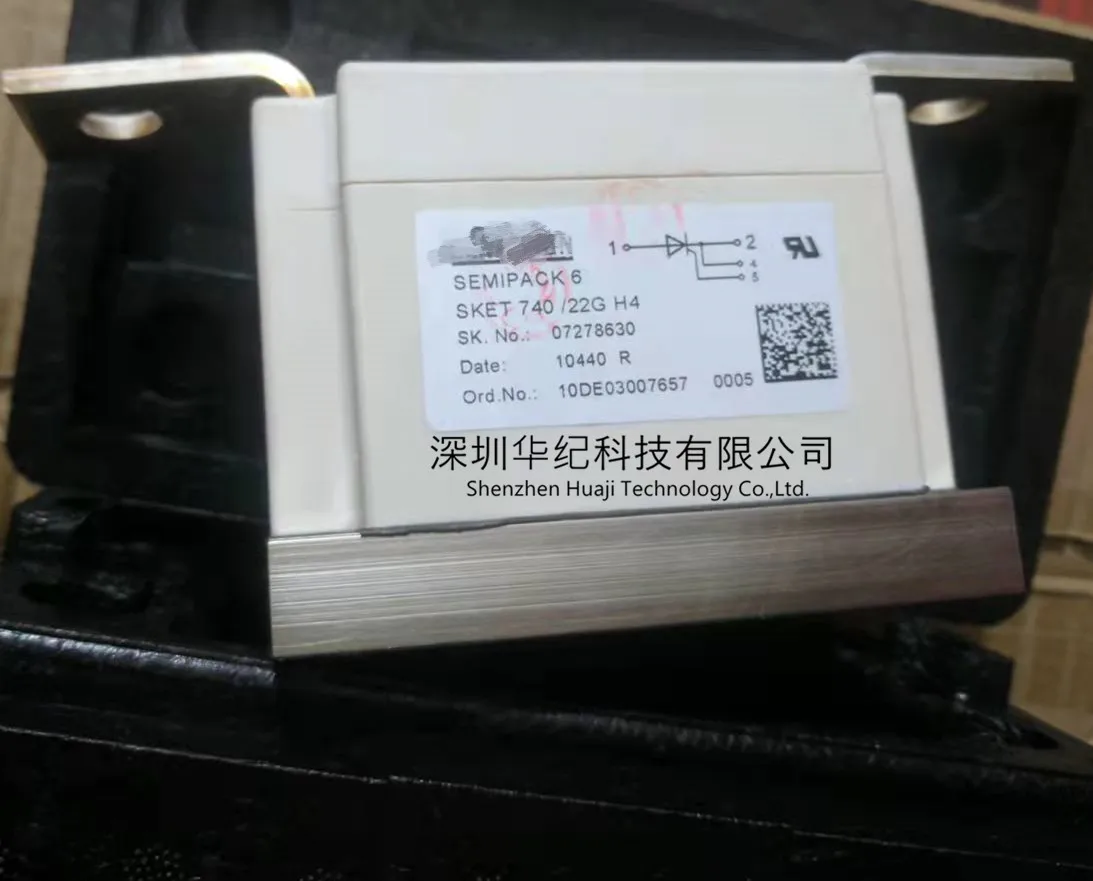 SEMIPACK 6
SKET 740 /22G H4
SK. No.: 07278630
Date: 10440 R
Ord.No.: 10DE03007657 0005
1
2
4
5
深圳华纪科技有限公司
Shenzhen Huaji Technology Co.,Ltd.